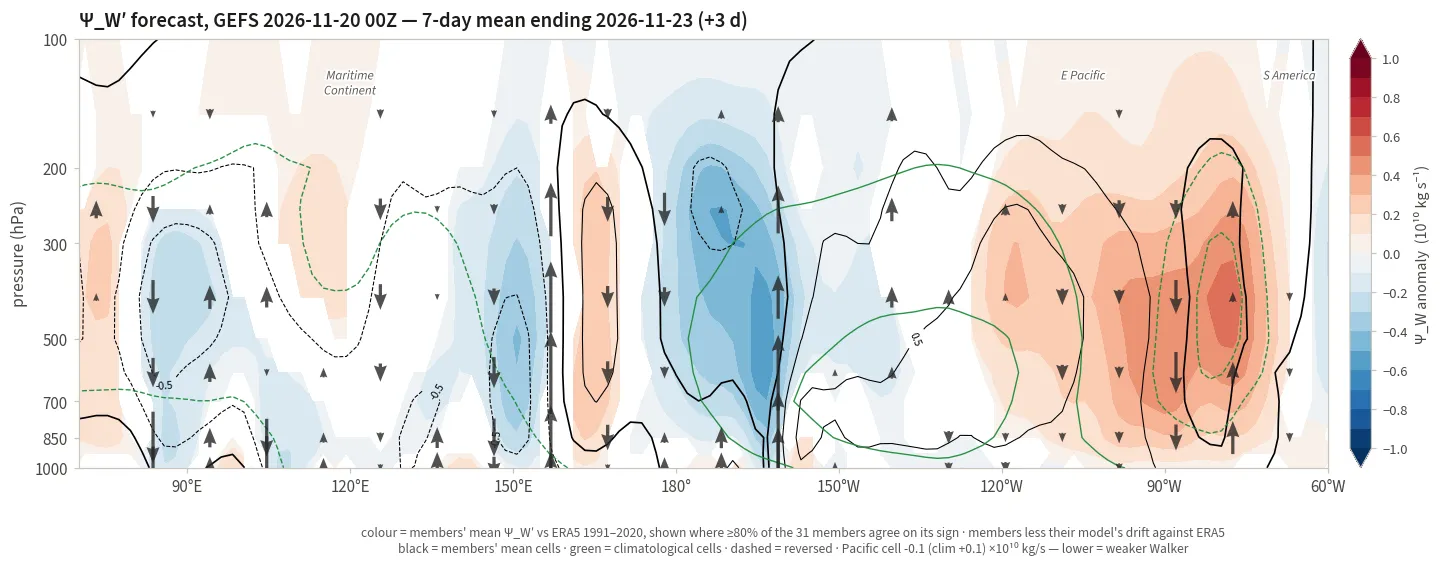 Ψ_W′ forecast, GEFS 2026-11-20 00Z — 7-day mean ending 2026-11-23 (+3 d)
100
200
300
400
500
700
850
1000
pressure (hPa)
Maritime
Continent
E Pacific
S America
-0.5
-0.5
0.5
90°E
120°E
150°E
180°
150°W
120°W
90°W
60°W
1.0
0.8
0.6
0.4
0.2
0.0
−0.2
−0.4
−0.6
−0.8
−1.0
Ψ_W anomaly (10¹⁰ kg s⁻¹)
colour = members' mean Ψ_W′ vs ERA5 1991–2020, shown where ≥80% of the 31 members agree on its sign · members less their model's drift against ERA5
black = members' mean cells · green = climatological cells · dashed = reversed · Pacific cell -0.1 (clim +0.1) ×10¹⁰ kg/s — lower = weaker Walker